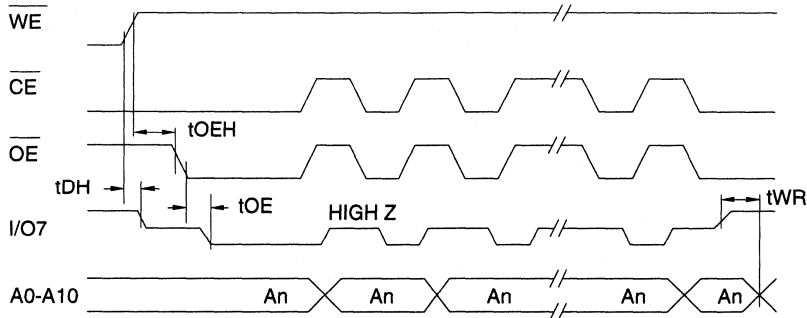 WE
CE
tOEH
OE
tDH
tOE
tWR
HIGH Z
I/O7
A0-A10 An An An An An